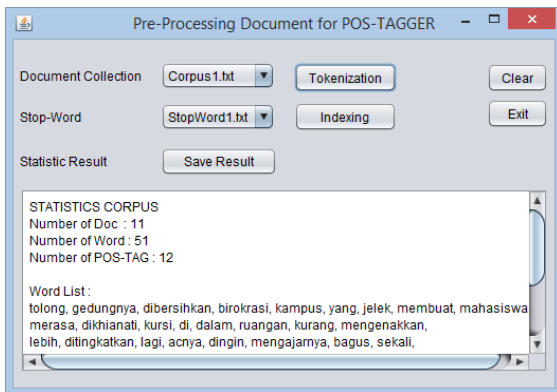 Pre-Processing Document for POS-TAGGER
Document Collection Corpus1.txt Tokenization Clear
Stop-Word StopWord1.txt Indexing Exit
Statistic Result Save Result
STATISTICS CORPUS
Number of Doc : 11
Number of Word : 51
Number of POS-TAG : 12
Word List :
tolong, gedungnya, dibersihkan, birokrasi, kampus, yang, jelek, membuat, mahasiswa
merasa, dikhianati, kursi, di, dalam, ruangan, kurang, mengenakkan,
lebih, ditingkatkan, lagi, acnya, dingin, mengajarnya, bagus, sekali,